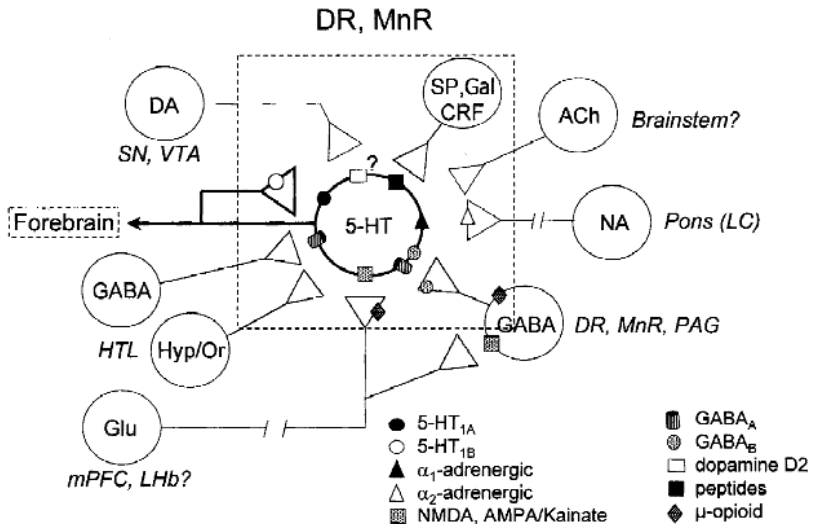 DR, MnR
DA
SN, VTA
SP,Gal
CRF
ACh
Brainstem?
?
5-HT
Forebrain
NA
Pons (LC)
GABA
HTL
Hyp/Or
GABA
DR, MnR, PAG
Glu
mPFC, LHb?
5-HT1A
5-HT1B
α1-adrenergic
α2-adrenergic
NMDA, AMPA/Kainate
GABAA
GABAB
dopamine D2
peptides
μ-opioid